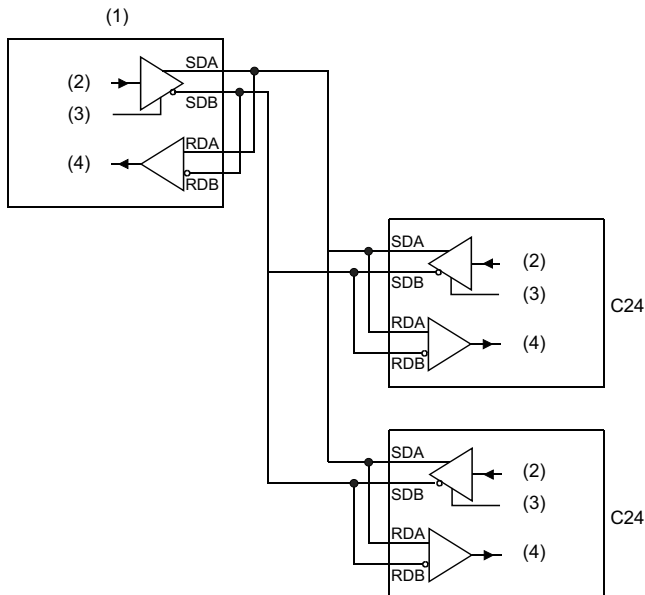 (1)
SDA
(2)
SDB
(3)
RDA
(4)
RDB
SDA
(2)
SDB
(3)
C24
RDA
(4)
RDB
SDA
(2)
SDB
(3)
C24
RDA
(4)
RDB